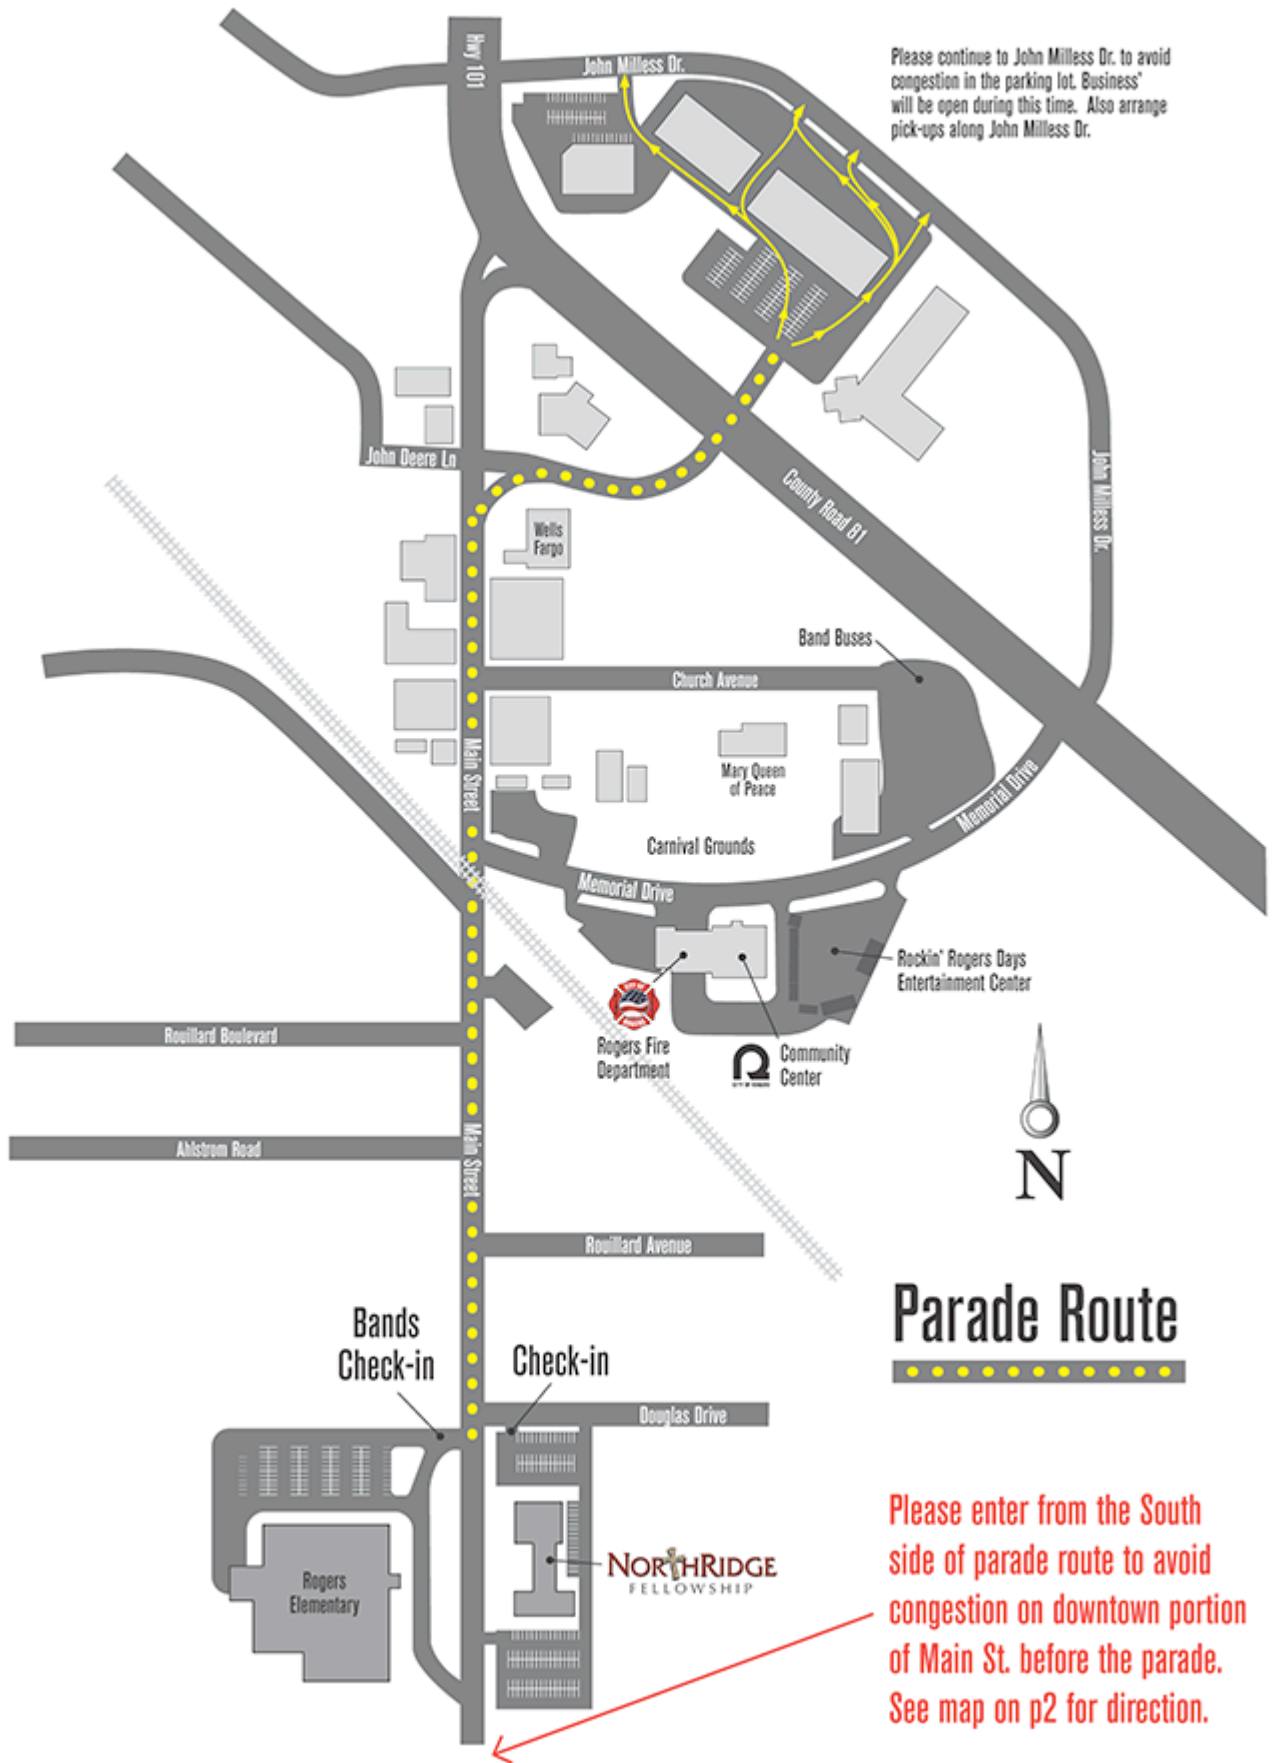 Hwy 101
John Milless Dr.
Please continue to John Milless Dr. to avoid
congestion in the parking lot. Business'
will be open during this time.  Also arrange
pick-ups along John Milless Dr.
John Deere Ln
John Milless Dr.
County Road 81
Wells
Fargo
Band Buses
Church Avenue
Main Street
Mary Queen
of Peace
Memorial Drive
Carnival Grounds
Memorial Drive
Rockin' Rogers Days
Entertainment Center
Rouillard Boulevard
Rogers Fire
Department
Community
Center
Ahlstrom Road
Main Street
N
Rouillard Avenue
Parade Route
Bands
Check-in
Check-in
Douglas Drive
Please enter from the South
side of parade route to avoid
congestion on downtown portion
of Main St. before the parade.
See map on p2 for direction.
NORTHRIDGE
FELLOWSHIP
Rogers
Elementary